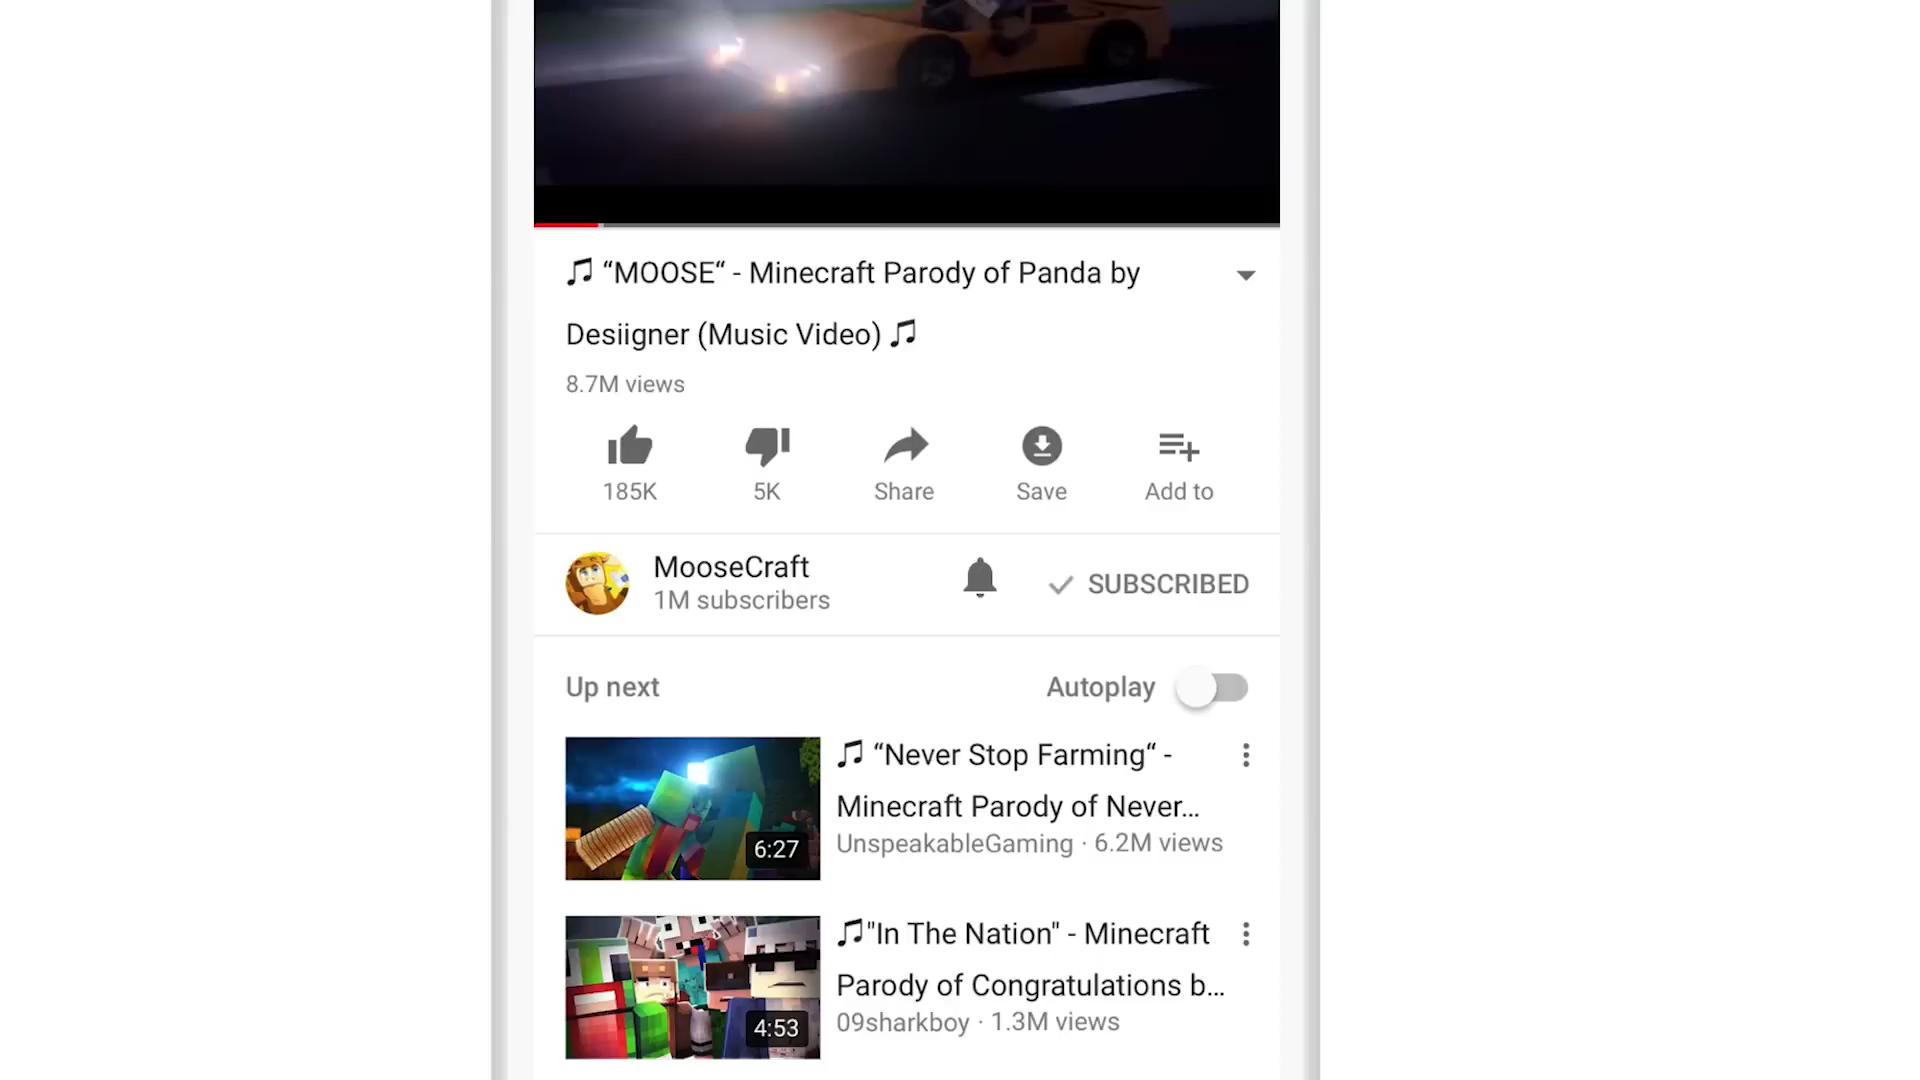 🎵 “MOOSE“ - Minecraft Parody of Panda by
Desiigner (Music Video) 🎵
8.7M views
185K
5K
Share
Save
Add to
MooseCraft
1M subscribers
SUBSCRIBED
Up next
Autoplay
🎵 “Never Stop Farming“ -
Minecraft Parody of Never...
UnspeakableGaming · 6.2M views
6:27
🎵"In The Nation" - Minecraft
Parody of Congratulations b...
09sharkboy · 1.3M views
4:53